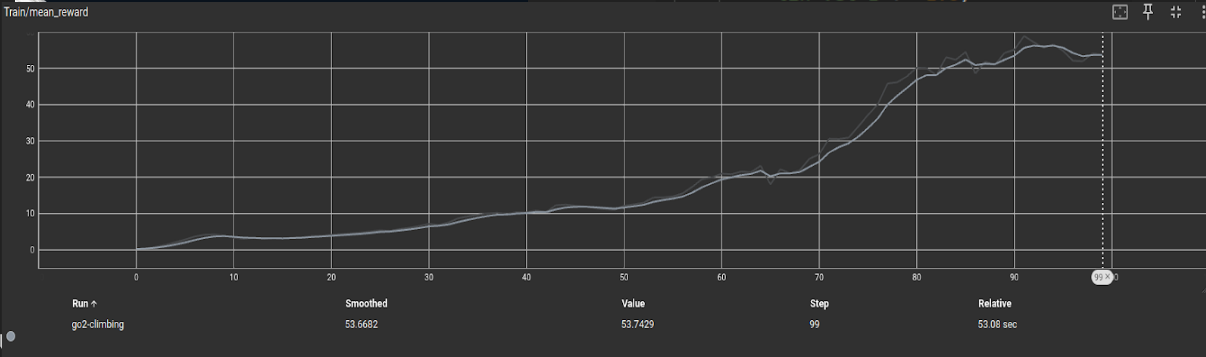 Train/mean_reward
50
40
30
20
10
0
0 10 20 30 40 50 60 70 80 90 99 × 0
Run ↑ Smoothed Value Step Relative
go2-climbing 53.6682 53.7429 99 53.08 sec